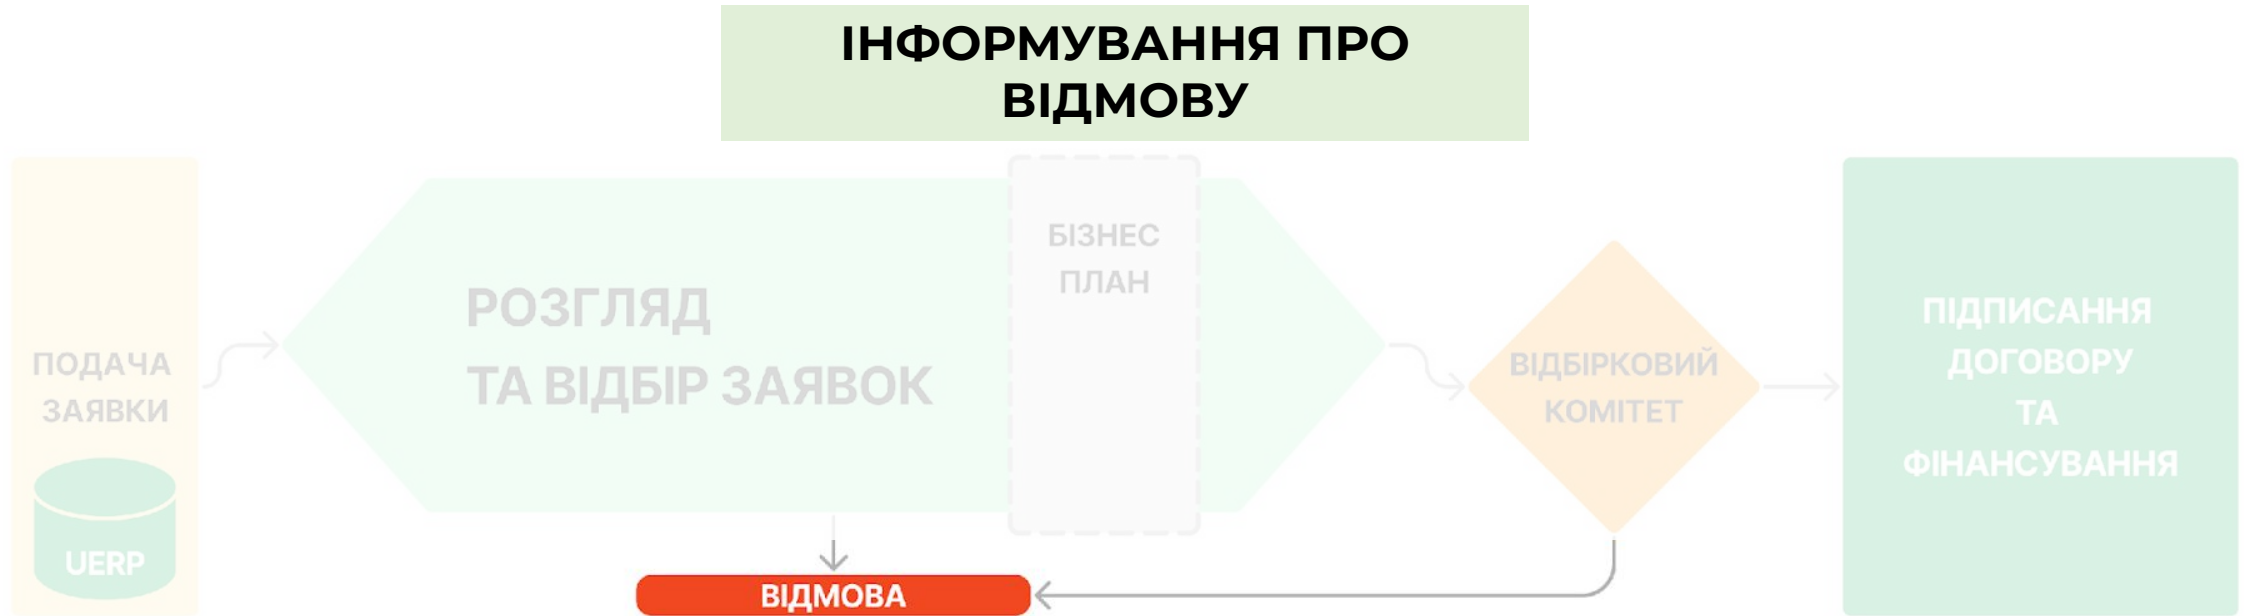 ІНФОРМУВАННЯ ПРО
ВІДМОВУ
ПОДАЧА
ЗАЯВКИ
UERP
РОЗГЛЯД
ТА ВІДБІР ЗАЯВОК
БІЗНЕС
ПЛАН
ВІДБІРКОВИЙ
КОМІТЕТ
ПІДПИСАННЯ
ДОГОВОРУ
ТА
ФІНАНСУВАННЯ
ВІДМОВА